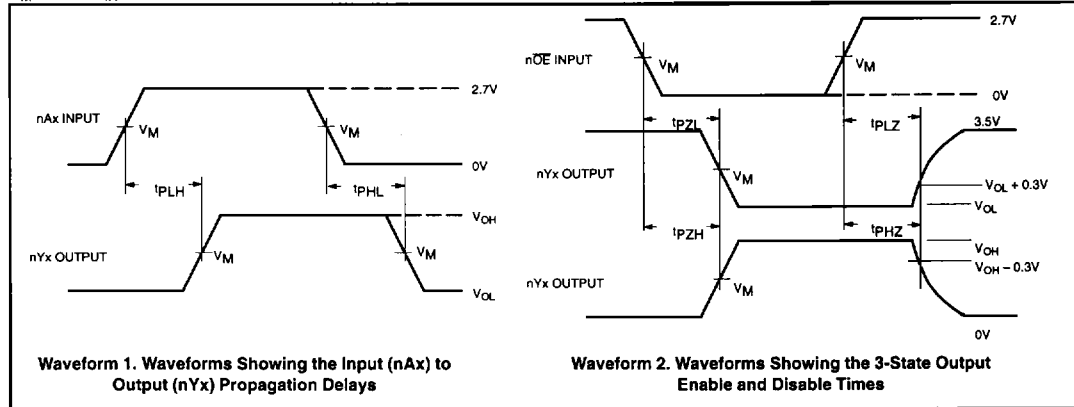 2.7V
nAx INPUT
VM
VM
0V
tPLH
tPHL
VOH
nYx OUTPUT
VM
VM
VOL
Waveform 1. Waveforms Showing the Input (nAx) to
Output (nYx) Propagation Delays
2.7V
nOE INPUT
VM
VM
0V
tPZL
tPLZ
3.5V
nYx OUTPUT
VM
VOL + 0.3V
VOL
tPZH
tPHZ
VOH
VOH – 0.3V
nYx OUTPUT
VM
0V
Waveform 2. Waveforms Showing the 3-State Output
Enable and Disable Times